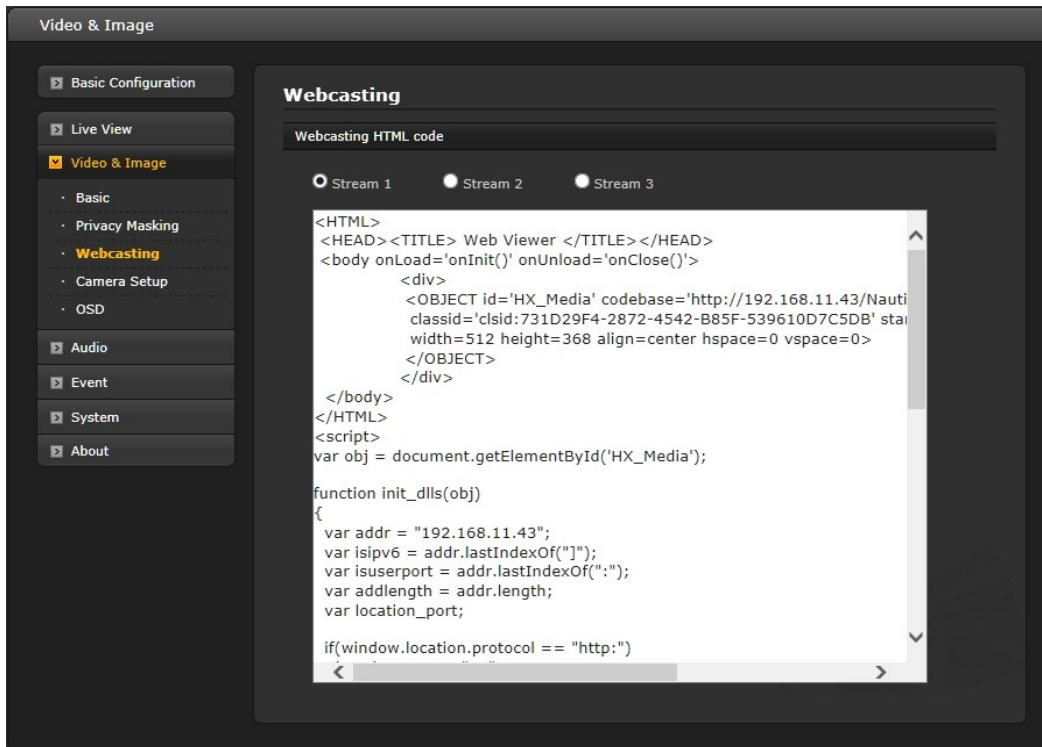 Video & Image
Basic Configuration
Live View
Video & Image
· Basic
· Privacy Masking
· Webcasting
· Camera Setup
· OSD
Audio
Event
System
About
Webcasting
Webcasting HTML code
Stream 1 Stream 2 Stream 3
<HTML>
<HEAD><TITLE> Web Viewer </TITLE></HEAD>
<body onLoad='onInit()' onUnload='onClose()'>
<div>
<OBJECT id='HX_Media' codebase='http://192.168.11.43/Nauti
classid='clsid:731D29F4-2872-4542-B85F-539610D7C5DB' sta
width=512 height=368 align=center hspace=0 vspace=0>
</OBJECT>
</div>
</body>
</HTML>
<script>
var obj = document.getElementById('HX_Media');
function init_dlls(obj)
{
var addr = "192.168.11.43";
var isipv6 = addr.lastIndexOf("]");
var isuserport = addr.lastIndexOf(":");
var addlength = addr.length;
var location_port;
if(window.location.protocol == "http:")